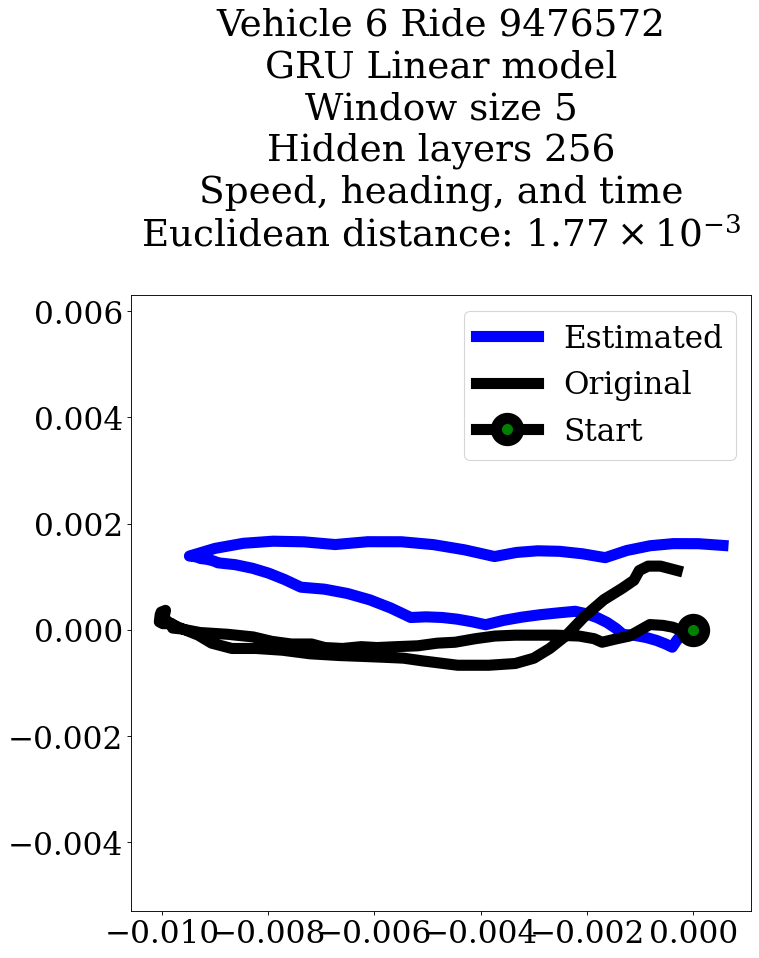 Vehicle 6 Ride 9476572
GRU Linear model
Window size 5
Hidden layers 256
Speed, heading, and time
Euclidean distance: 1.77 × 10⁻³
Estimated
Original
Start
0.006
0.004
0.002
0.000
−0.002
−0.004
−0.010 −0.008 −0.006 −0.004 −0.002 0.000